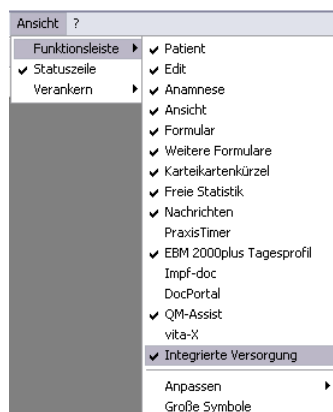 Ansicht ?
Funktionsleiste
Statuszeile
Verankern
Patient
Edit
Anamnese
Ansicht
Formular
Weitere Formulare
Karteikartenkürzel
Freie Statistik
Nachrichten
PraxisTimer
EBM 2000plus Tagesprofil
Impf-doc
DocPortal
QM-Assist
vita-X
Integrierte Versorgung
Anpassen
Große Symbole